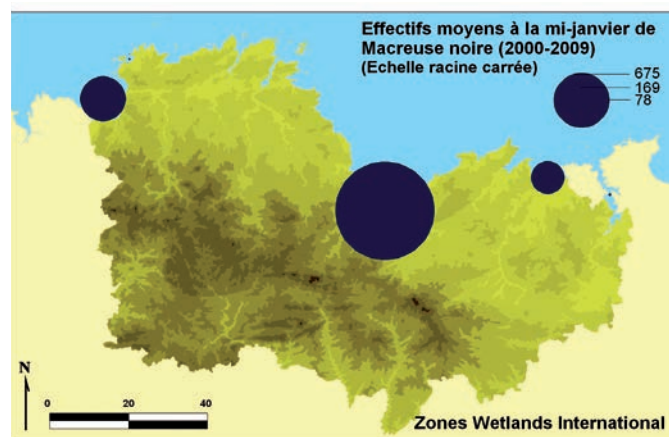 Effectifs moyens à la mi-janvier de
Macreuse noire (2000-2009)
(Echelle racine carrée)
675
169
78
N
0 20 40
Zones Wetlands International